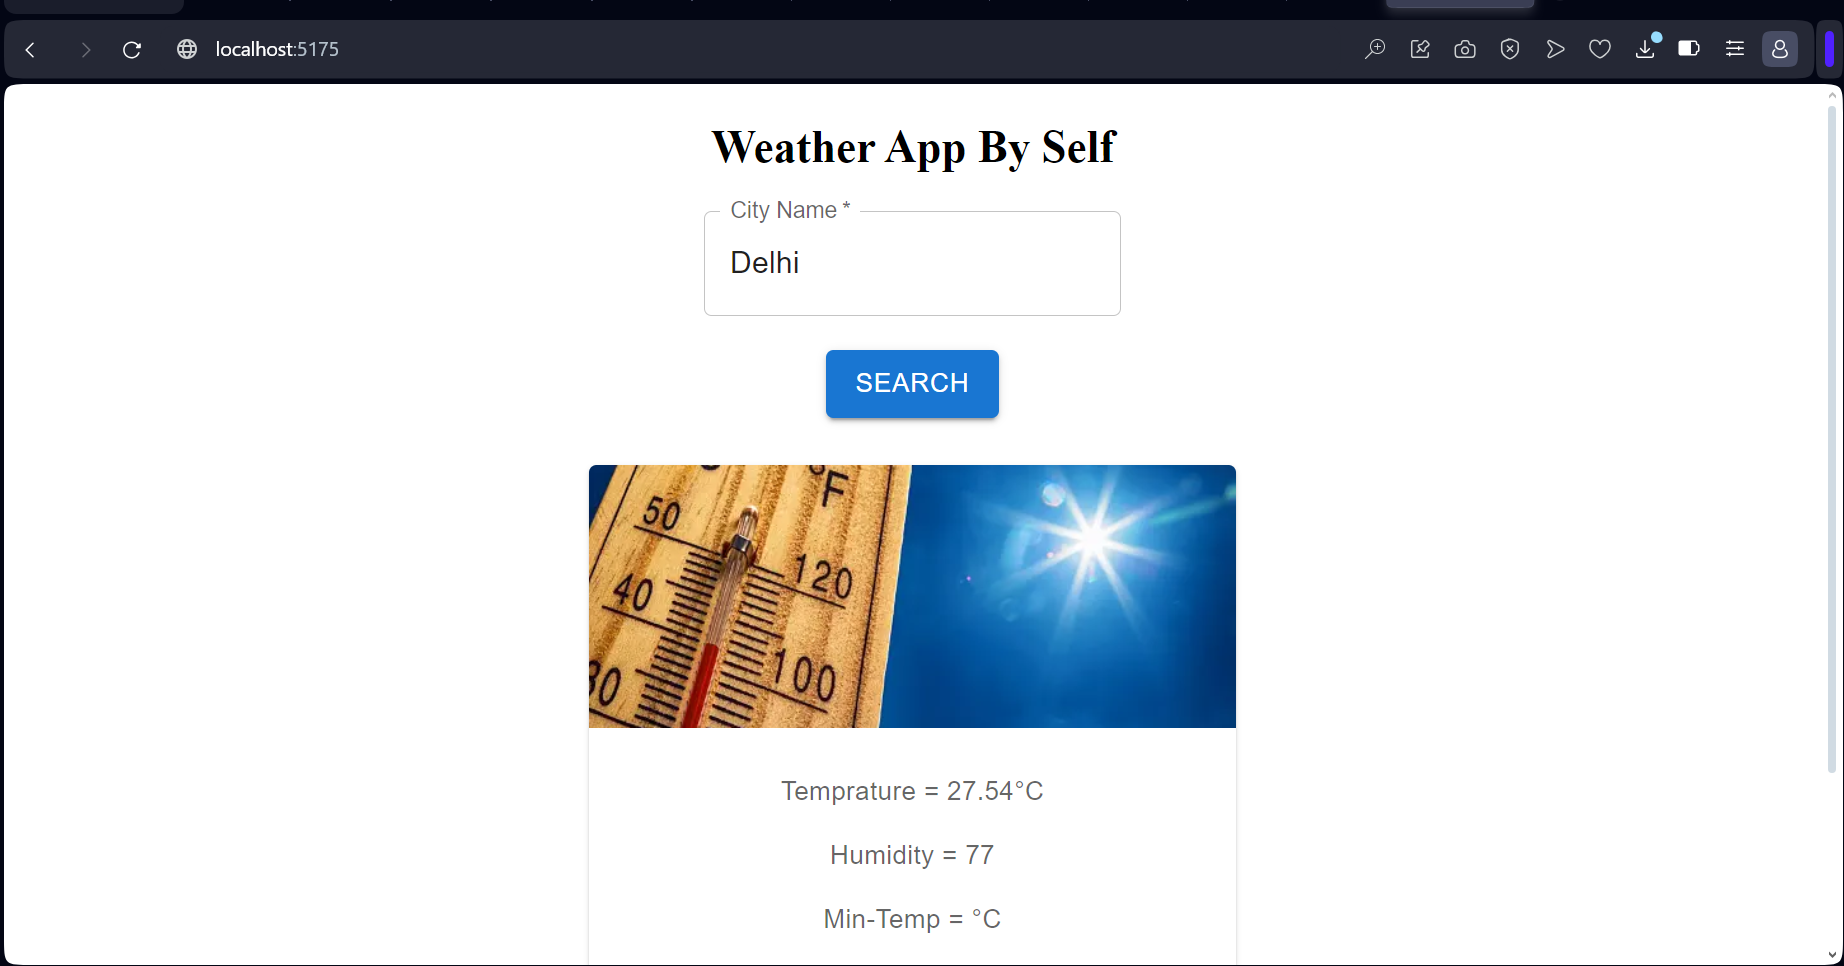 localhost:5175
Weather App By Self
City Name *
Delhi
SEARCH
°F
50
120
40
100
30
Temprature = 27.54°C
Humidity = 77
Min-Temp = °C